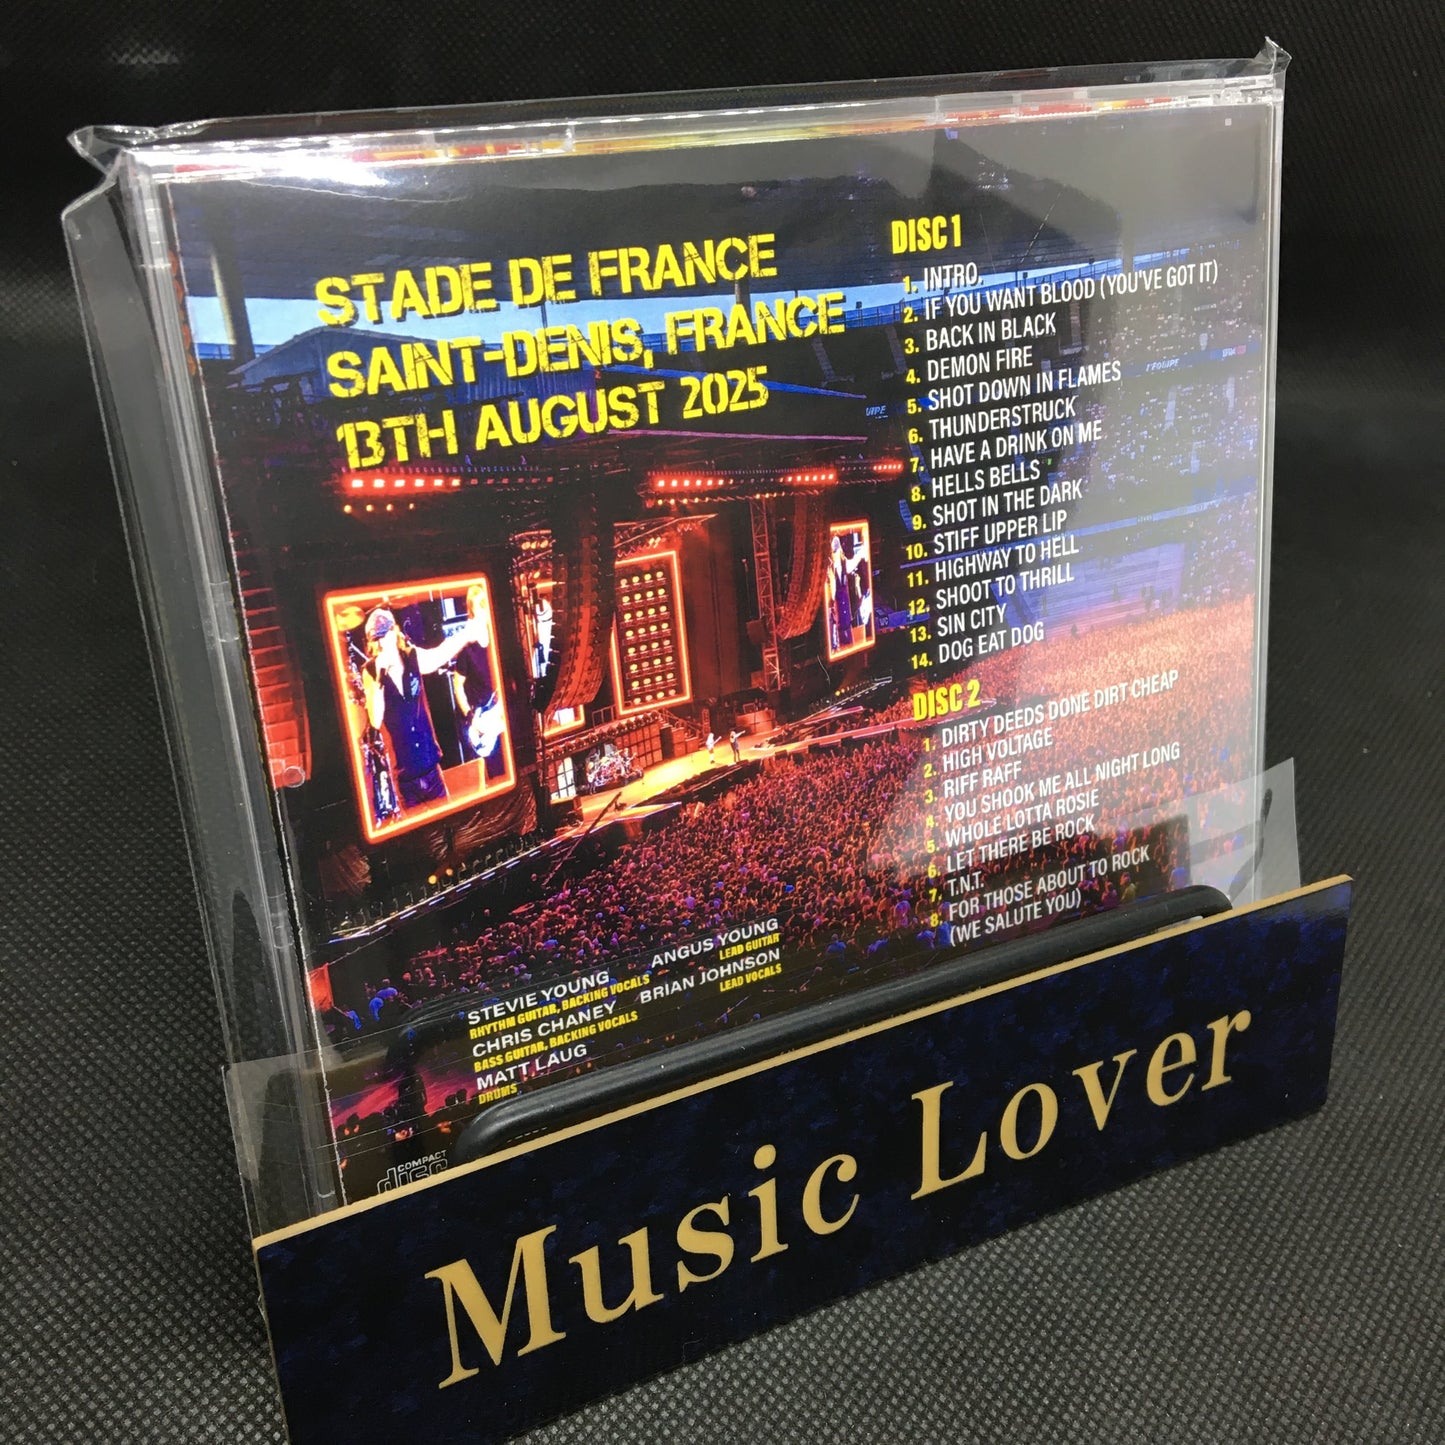 STADE DE FRANCE
SAINT-DENIS, FRANCE
13TH AUGUST 2025
DISC 1
1. INTRO.
2. IF YOU WANT BLOOD (YOU'VE GOT IT)
3. BACK IN BLACK
4. DEMON FIRE
5. SHOT DOWN IN FLAMES
6. THUNDERSTRUCK
7. HAVE A DRINK ON ME
8. HELLS BELLS
9. SHOT IN THE DARK
10. STIFF UPPER LIP
11. HIGHWAY TO HELL
12. SHOOT TO THRILL
13. SIN CITY
14. DOG EAT DOG
DISC 2
1. DIRTY DEEDS DONE DIRT CHEAP
2. HIGH VOLTAGE
3. RIFF RAFF
4. YOU SHOOK ME ALL NIGHT LONG
5. WHOLE LOTTA ROSIE
6. LET THERE BE ROCK
7. T.N.T.
8. FOR THOSE ABOUT TO ROCK
(WE SALUTE YOU)
STEVIE YOUNG
RHYTHM GUITAR, BACKING VOCALS
CHRIS CHANEY
BASS GUITAR, BACKING VOCALS
MATT LAUG
DRUMS
ANGUS YOUNG
LEAD GUITAR
BRIAN JOHNSON
LEAD VOCALS
COMPACT
disc
Music Lover